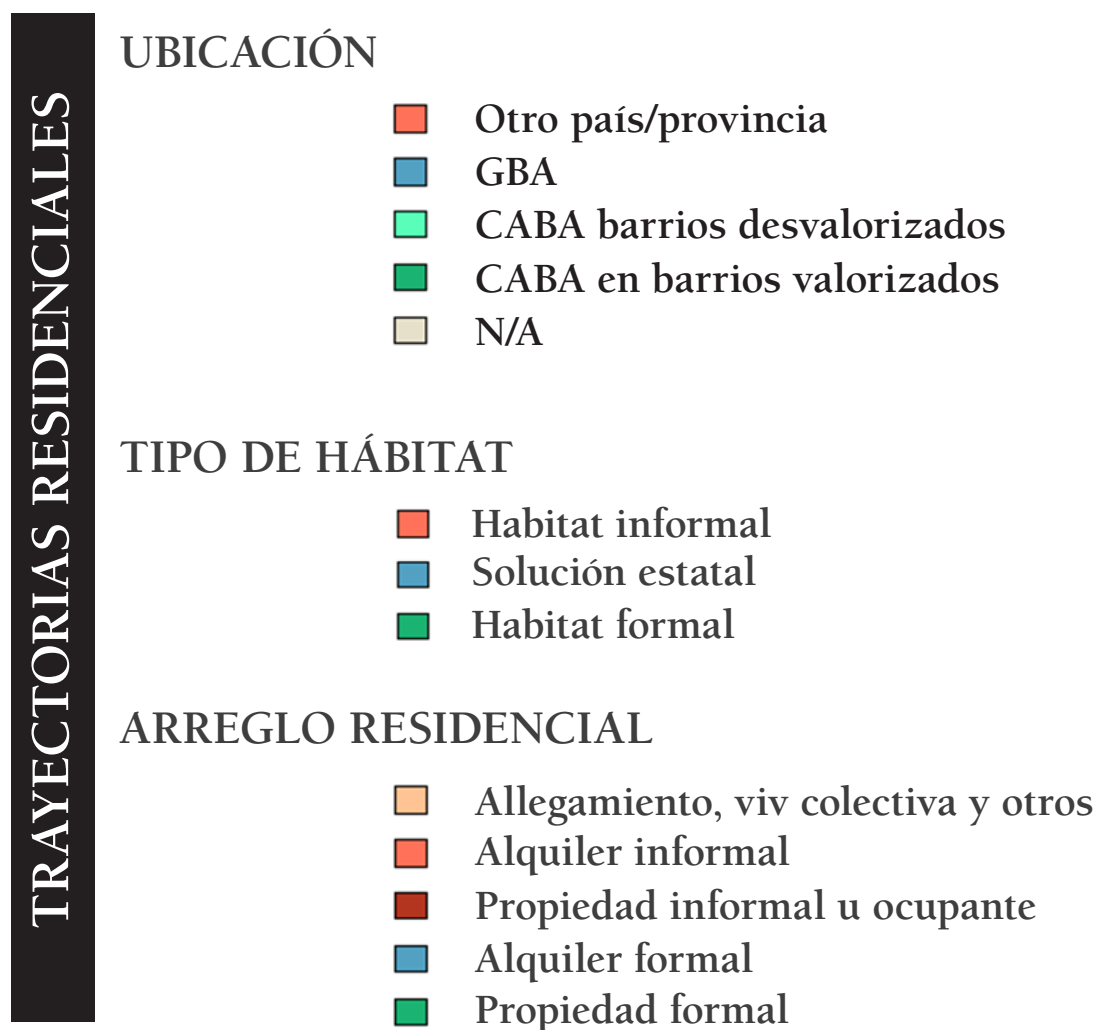 TRAYECTORIAS RESIDENCIALES
UBICACIÓN
Otro país/provincia
GBA
CABA barrios desvalorizados
CABA en barrios valorizados
N/A
TIPO DE HÁBITAT
Habitat informal
Solución estatal
Habitat formal
ARREGLO RESIDENCIAL
Allegamiento, viv colectiva y otros
Alquiler informal
Propiedad informal u ocupante
Alquiler formal
Propiedad formal